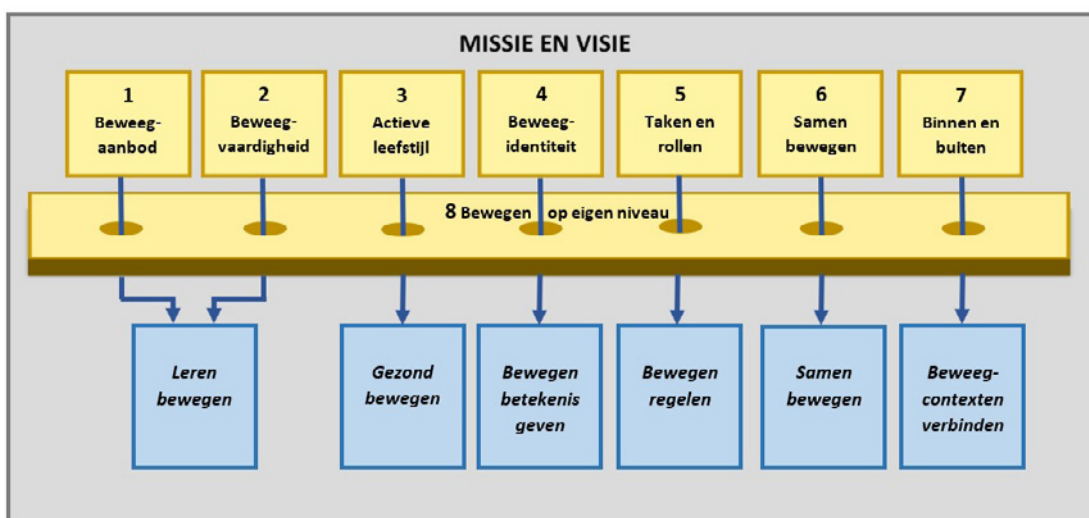 MISSIE EN VISIE
1
Beweeg-
aanbod
2
Beweeg-
vaardigheid
3
Actieve
leefstijl
4
Beweeg-
identiteit
5
Taken en
rollen
6
Samen
bewegen
7
Binnen en
buiten
8 Bewegen op eigen niveau
Leren
bewegen
Gezond
bewegen
Bewegen
betekenis
geven
Bewegen
regelen
Samen
bewegen
Beweeg-
contexten
verbinden